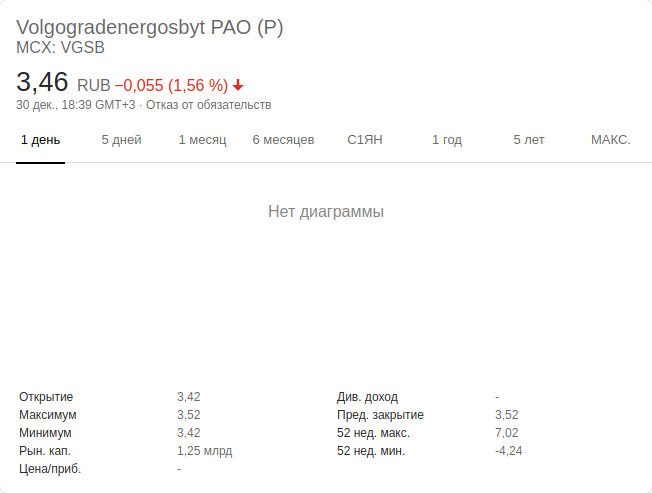 Volgogradenergosbyt PAO (P)
MCX: VGSB
3,46 RUB −0,055 (1,56 %)
30 дек., 18:39 GMT+3 · Отказ от обязательств
1 день 5 дней 1 месяц 6 месяцев С1ЯН 1 год 5 лет МАКС.
Нет диаграммы
Открытие 3,42 Див. доход -
Максимум 3,52 Пред. закрытие 3,52
Минимум 3,42 52 нед. макс. 7,02
Рын. кап. 1,25 млрд 52 нед. мин. -4,24
Цена/приб. -